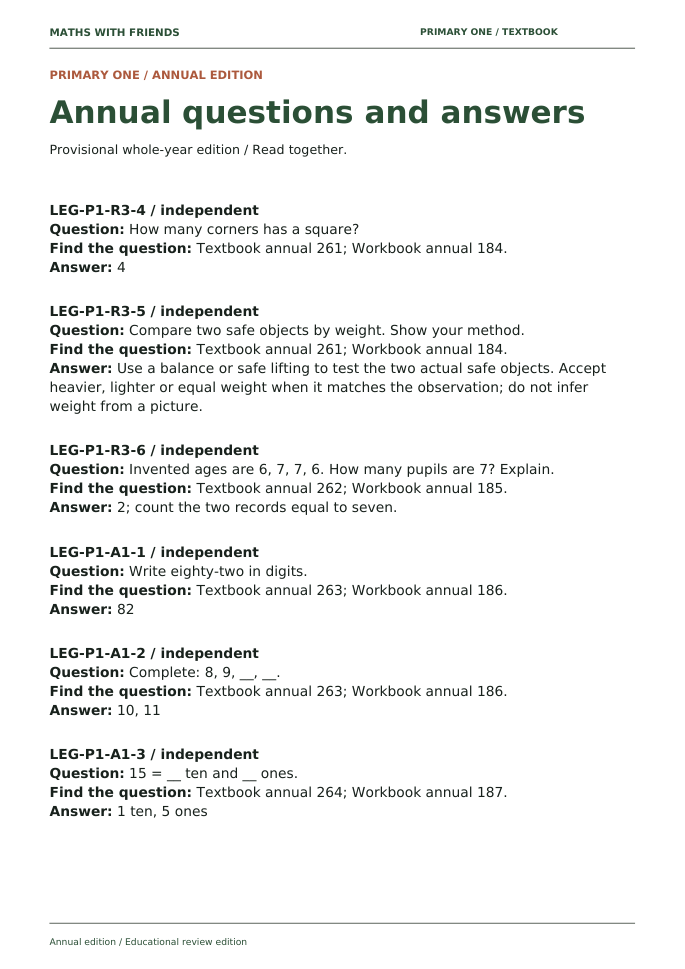 MATHS WITH FRIENDS
PRIMARY ONE / TEXTBOOK
PRIMARY ONE / ANNUAL EDITION
Annual questions and answers
Provisional whole-year edition / Read together.
LEG-P1-R3-4 / independent
Question: How many corners has a square?
Find the question: Textbook annual 261; Workbook annual 184.
Answer: 4
LEG-P1-R3-5 / independent
Question: Compare two safe objects by weight. Show your method.
Find the question: Textbook annual 261; Workbook annual 184.
Answer: Use a balance or safe lifting to test the two actual safe objects. Accept
heavier, lighter or equal weight when it matches the observation; do not infer
weight from a picture.
LEG-P1-R3-6 / independent
Question: Invented ages are 6, 7, 7, 6. How many pupils are 7? Explain.
Find the question: Textbook annual 262; Workbook annual 185.
Answer: 2; count the two records equal to seven.
LEG-P1-A1-1 / independent
Question: Write eighty-two in digits.
Find the question: Textbook annual 263; Workbook annual 186.
Answer: 82
LEG-P1-A1-2 / independent
Question: Complete: 8, 9, __, __.
Find the question: Textbook annual 263; Workbook annual 186.
Answer: 10, 11
LEG-P1-A1-3 / independent
Question: 15 = __ ten and __ ones.
Find the question: Textbook annual 264; Workbook annual 187.
Answer: 1 ten, 5 ones
Annual edition / Educational review edition